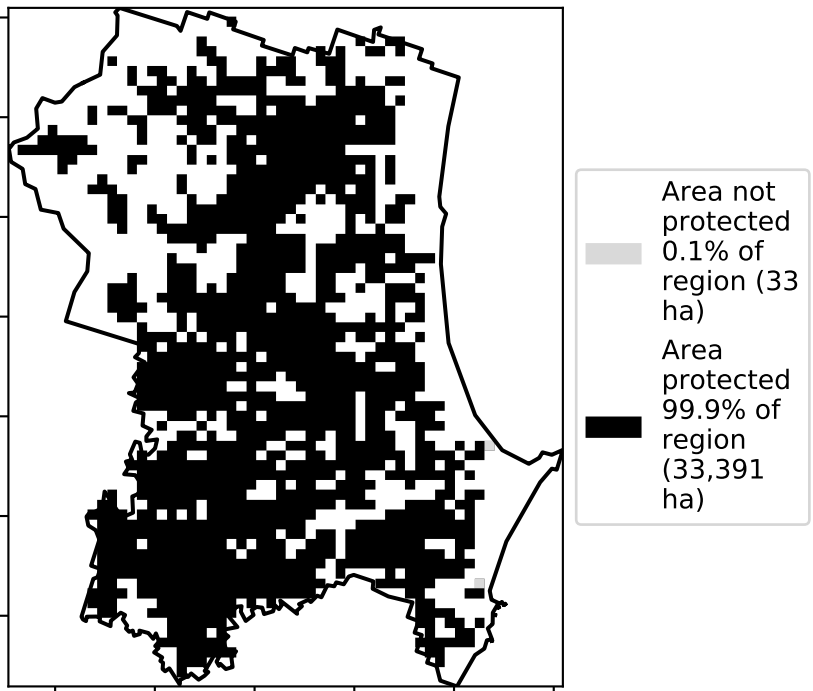 Area not
protected
0.1% of
region (33
ha)
Area
protected
99.9% of
region
(33,391
ha)